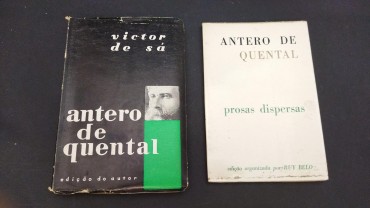 victor
de sá
antero
de
quental
edição do autor
ANTERO DE
QUENTAL
prosas dispersas
edição organizada por RUY BELO